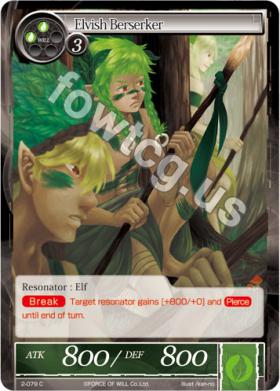 Elvish Berserker
WILL
3
fowtcg.us
Resonator : Elf
Break Target resonator gains [+800/+0] and Pierce
until end of turn.
ATK 800/ DEF 800
2-079 C ©FORCE OF WILL Co.,Ltd. Illust /